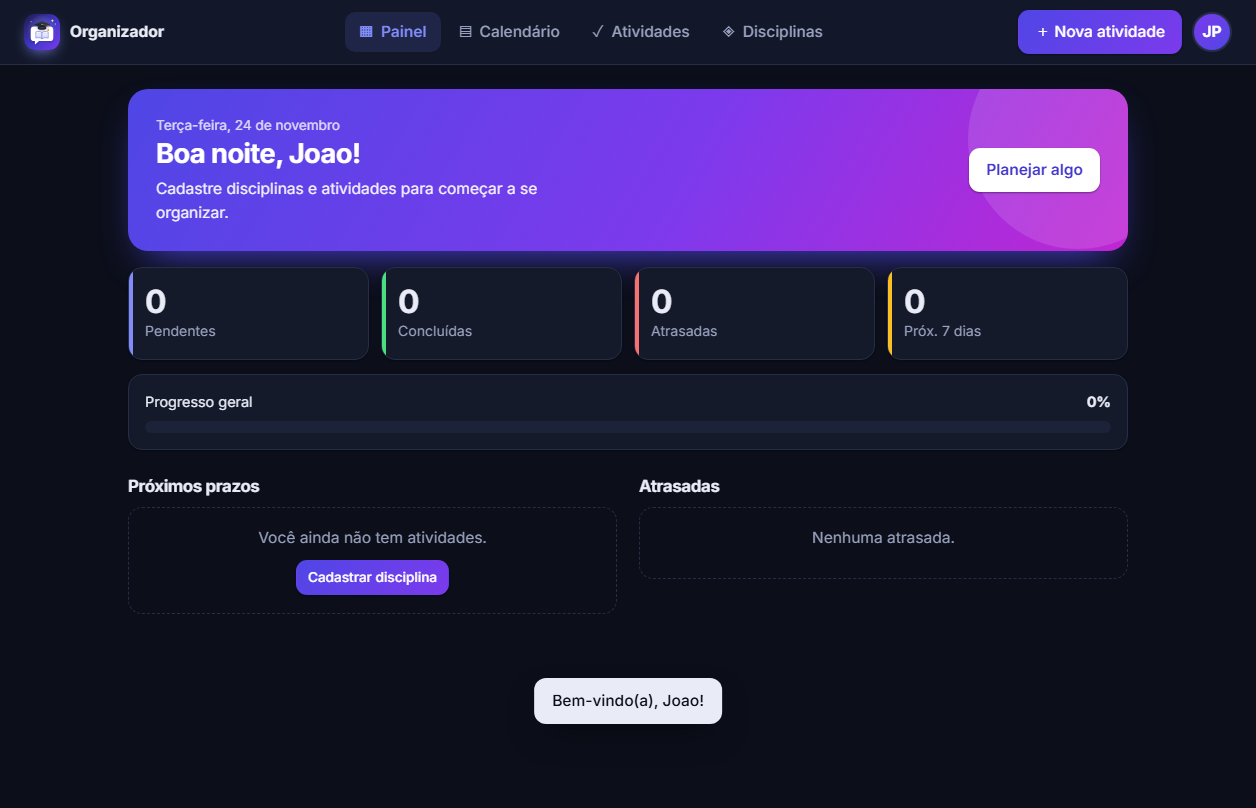 Organizador
Painel
Calendário
Atividades
Disciplinas
+ Nova atividade
JP
Terça-feira, 24 de novembro
Boa noite, Joao!
Cadastre disciplinas e atividades para começar a se
organizar.
Planejar algo
0
Pendentes
0
Concluídas
0
Atrasadas
0
Próx. 7 dias
Progresso geral
0%
Próximos prazos
Atrasadas
Você ainda não tem atividades.
Cadastrar disciplina
Nenhuma atrasada.
Bem-vindo(a), Joao!